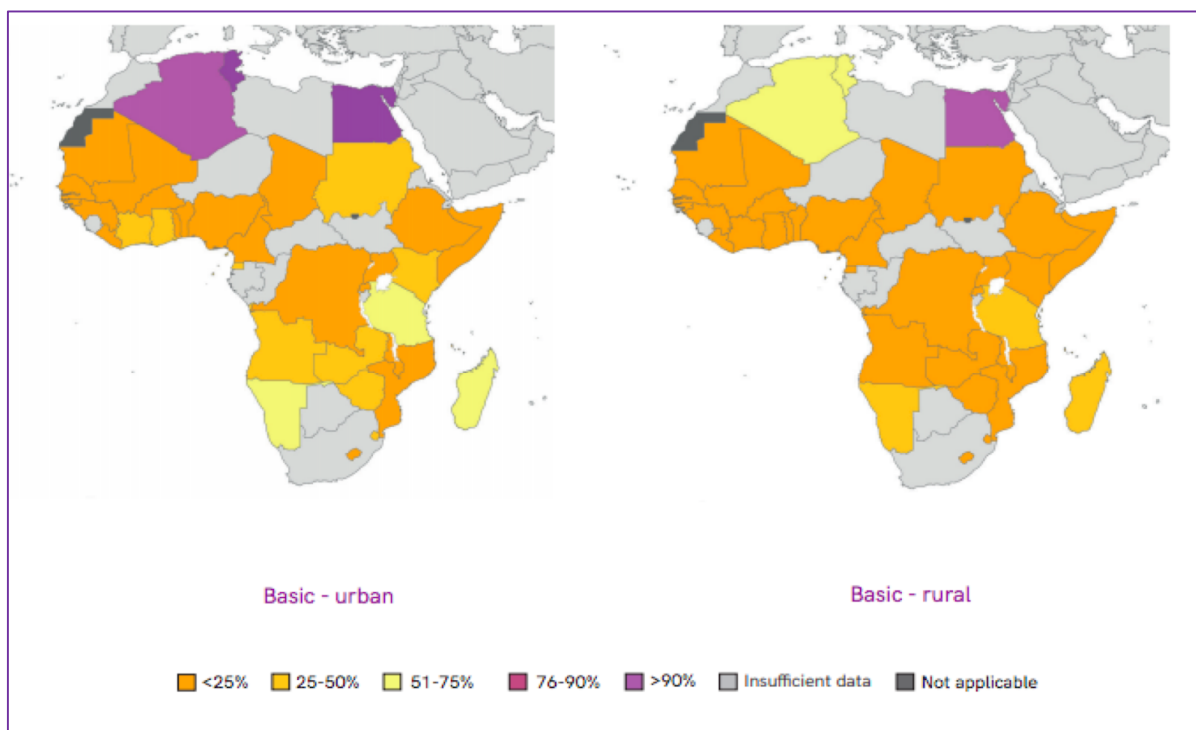 Basic - urban
Basic - rural
<25% 25-50% 51-75% 76-90% >90% Insufficient data Not applicable